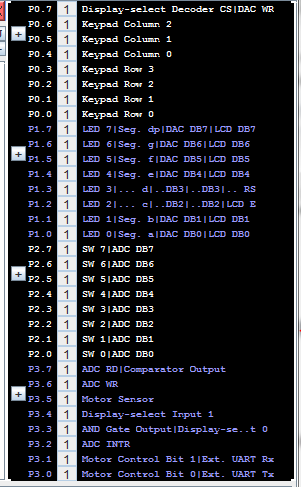 P0.7 1 Display-select Decoder CS|DAC WR
P0.6 1 Keypad Column 2
P0.5 1 Keypad Column 1
P0.4 1 Keypad Column 0
P0.3 1 Keypad Row 3
P0.2 1 Keypad Row 2
P0.1 1 Keypad Row 1
P0.0 1 Keypad Row 0
P1.7 1 LED 7|Seg. dp|DAC DB7|LCD DB7
P1.6 1 LED 6|Seg. g|DAC DB6|LCD DB6
P1.5 1 LED 5|Seg. f|DAC DB5|LCD DB5
P1.4 1 LED 4|Seg. e|DAC DB4|LCD DB4
P1.3 1 LED 3|... d|..DB3|..DB3|.. RS
P1.2 1 LED 2|... c|..DB2|..DB2|LCD E
P1.1 1 LED 1|Seg. b|DAC DB1|LCD DB1
P1.0 1 LED 0|Seg. a|DAC DB0|LCD DB0
P2.7 1 SW 7|ADC DB7
P2.6 1 SW 6|ADC DB6
P2.5 1 SW 5|ADC DB5
P2.4 1 SW 4|ADC DB4
P2.3 1 SW 3|ADC DB3
P2.2 1 SW 2|ADC DB2
P2.1 1 SW 1|ADC DB1
P2.0 1 SW 0|ADC DB0
P3.7 1 ADC RD|Comparator Output
P3.6 1 ADC WR
P3.5 1 Motor Sensor
P3.4 1 Display-select Input 1
P3.3 1 AND Gate Output|Display-se..t 0
P3.2 1 ADC INTR
P3.1 1 Motor Control Bit 1|Ext. UART Rx
P3.0 1 Motor Control Bit 0|Ext. UART Tx